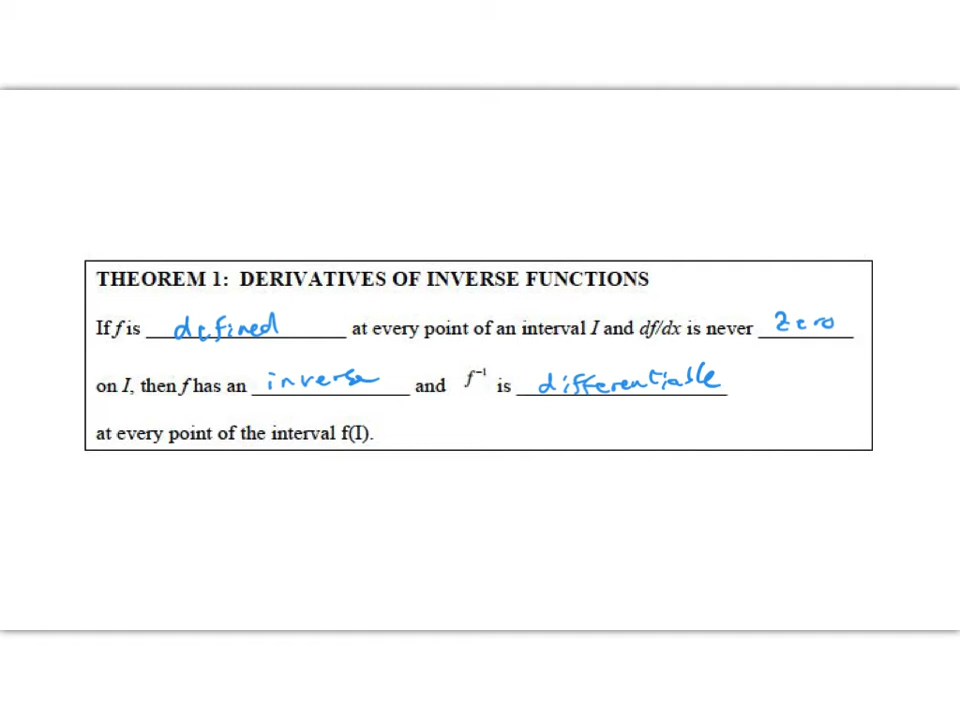 THEOREM 1: DERIVATIVES OF INVERSE FUNCTIONS
If f is defined at every point of an interval I and df/dx is never zero
on I, then f has an inverse and f⁻¹ is differentiable
at every point of the interval f(I).